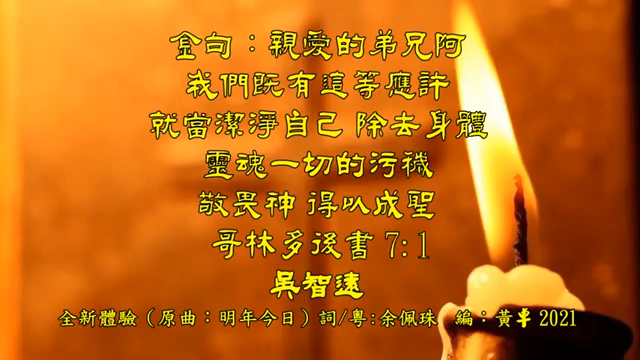 金句：親愛的弟兄阿
我們既有這等應許
就當潔淨自己 除去身體
靈魂一切的污穢
敬畏神 得以成聖
哥林多後書 7:1
吳智遠
全新體驗（原曲：明年今日）詞/粵:余佩珠 編：黃 2021